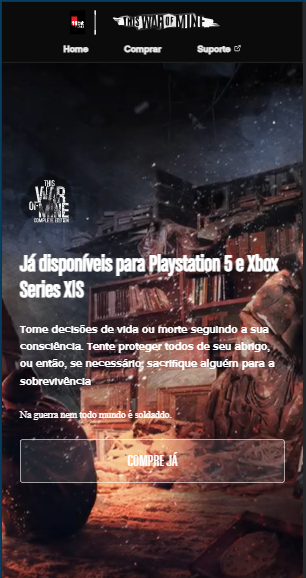 THIS WAR OF MINE
Home Comprar Suporte
THIS
WAR
OF MINE
COMPLETE EDITION
Já disponíveis para Playstation 5 e Xbox
Series X|S
Tome decisões de vida ou morte seguindo a sua
consciência. Tente proteger todos de seu abrigo,
ou então, se necessário, sacrifique alguém para a
sobrevivência
Na guerra nem todo mundo é soldaddo.
COMPRE JÁ